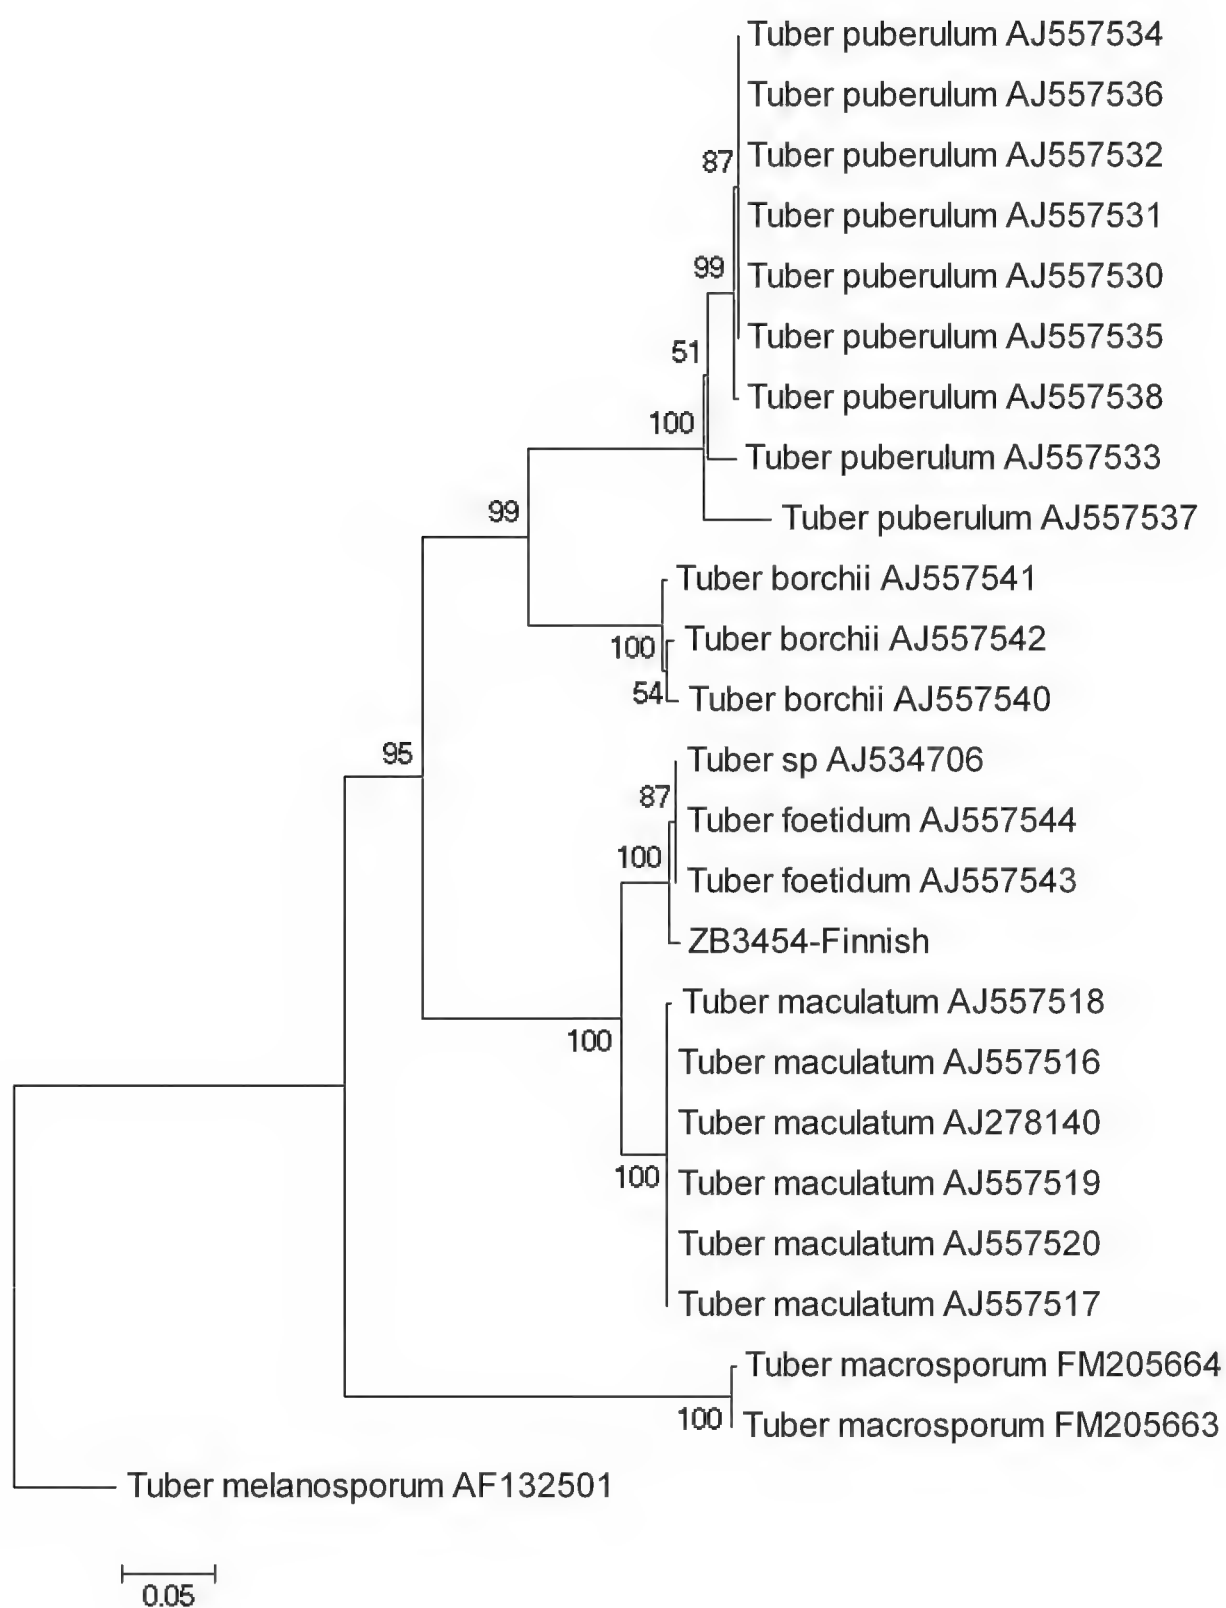 Tuber puberulum AJ557534
Tuber puberulum AJ557536
87
Tuber puberulum AJ557532
Tuber puberulum AJ557531
99
Tuber puberulum AJ557530
51
Tuber puberulum AJ557535
Tuber puberulum AJ557538
100
Tuber puberulum AJ557533
99
Tuber puberulum AJ557537
Tuber borchii AJ557541
100
Tuber borchii AJ557542
54
Tuber borchii AJ557540
95
Tuber sp AJ534706
87
Tuber foetidum AJ557544
100
Tuber foetidum AJ557543
ZB3454-Finnish
Tuber maculatum AJ557518
100
Tuber maculatum AJ557516
Tuber maculatum AJ278140
100
Tuber maculatum AJ557519
Tuber maculatum AJ557520
Tuber maculatum AJ557517
Tuber macrosporum FM205664
100
Tuber macrosporum FM205663
Tuber melanosporum AF132501
0.05